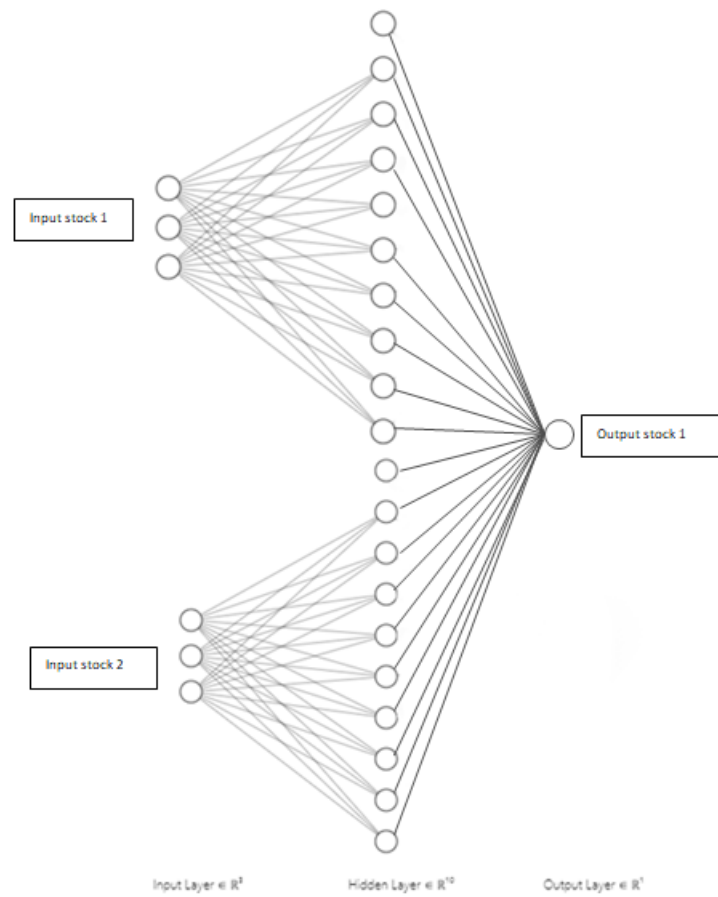 Input stock 1
Output stock 1
Input stock 2
Input Layer ∈ ℝ³
Hidden Layer ∈ ℝ¹⁰
Output Layer ∈ ℝ¹